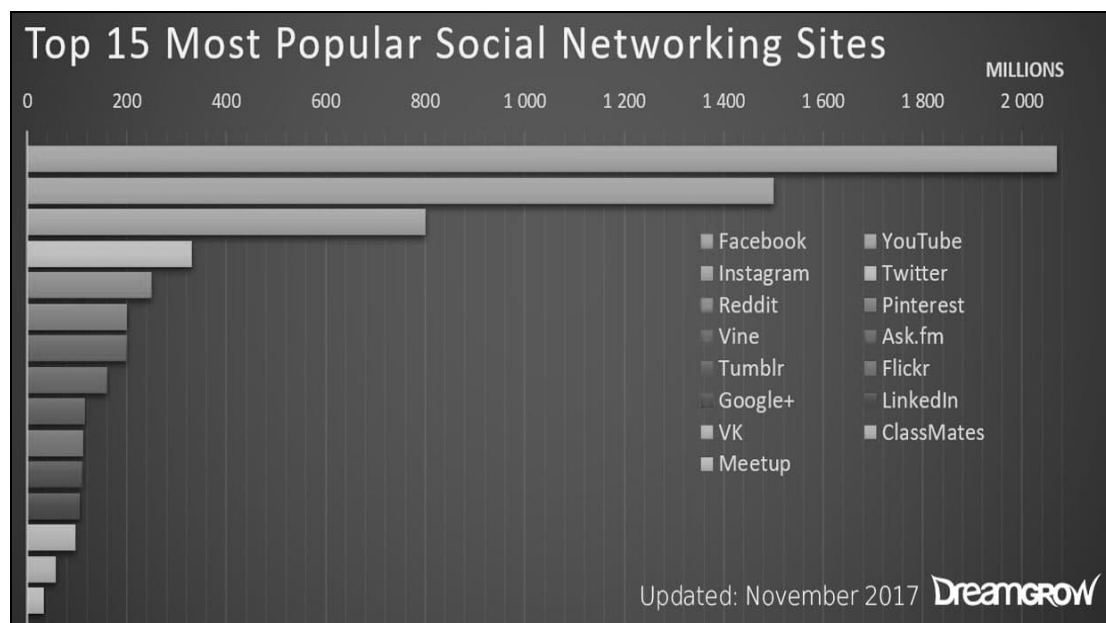 Top 15 Most Popular Social Networking Sites
MILLIONS
0 200 400 600 800 1 000 1 200 1 400 1 600 1 800 2 000
Facebook YouTube
Instagram Twitter
Reddit Pinterest
Vine Ask.fm
Tumblr Flickr
Google+ LinkedIn
VK ClassMates
Meetup
Updated: November 2017 DreamGROW